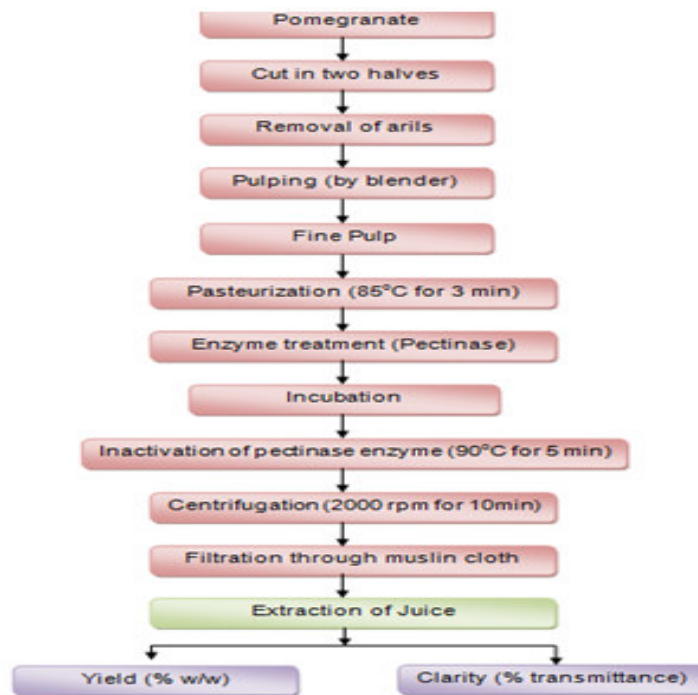 Pomegranate
Cut in two halves
Removal of arils
Pulping (by blender)
Fine Pulp
Pasteurization (85°C for 3 min)
Enzyme treatment (Pectinase)
Incubation
Inactivation of pectinase enzyme (90°C for 5 min)
Centrifugation (2000 rpm for 10min)
Filtration through muslin cloth
Extraction of Juice
Yield (% w/w)
Clarity (% transmittance)